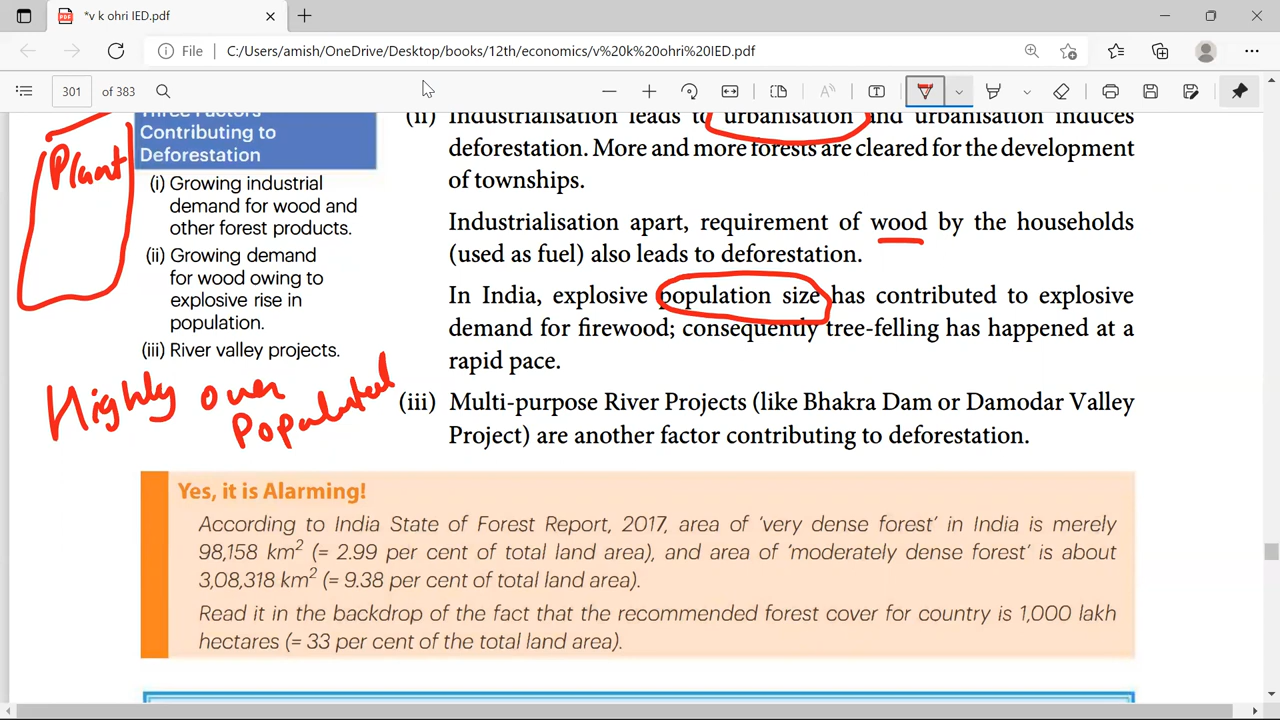 *v k ohri IED.pdf
File
C:/Users/amish/OneDrive/Desktop/books/12th/economics/v%20k%20ohri%20IED.pdf
301 of 383
Three Factors
Contributing to
Deforestation
(i) Growing industrial
demand for wood and
other forest products.
(ii) Growing demand
for wood owing to
explosive rise in
population.
(iii) River valley projects.
Plant
Highly over
Populated
(ii) Industrialisation leads to urbanisation and urbanisation induces
deforestation. More and more forests are cleared for the development
of townships.
Industrialisation apart, requirement of wood by the households
(used as fuel) also leads to deforestation.
In India, explosive population size has contributed to explosive
demand for firewood; consequently tree-felling has happened at a
rapid pace.
(iii) Multi-purpose River Projects (like Bhakra Dam or Damodar Valley
Project) are another factor contributing to deforestation.
Yes, it is Alarming!
According to India State of Forest Report, 2017, area of ‘very dense forest’ in India is merely
98,158 km² (= 2.99 per cent of total land area), and area of ‘moderately dense forest’ is about
3,08,318 km² (= 9.38 per cent of total land area).
Read it in the backdrop of the fact that the recommended forest cover for country is 1,000 lakh
hectares (= 33 per cent of the total land area).